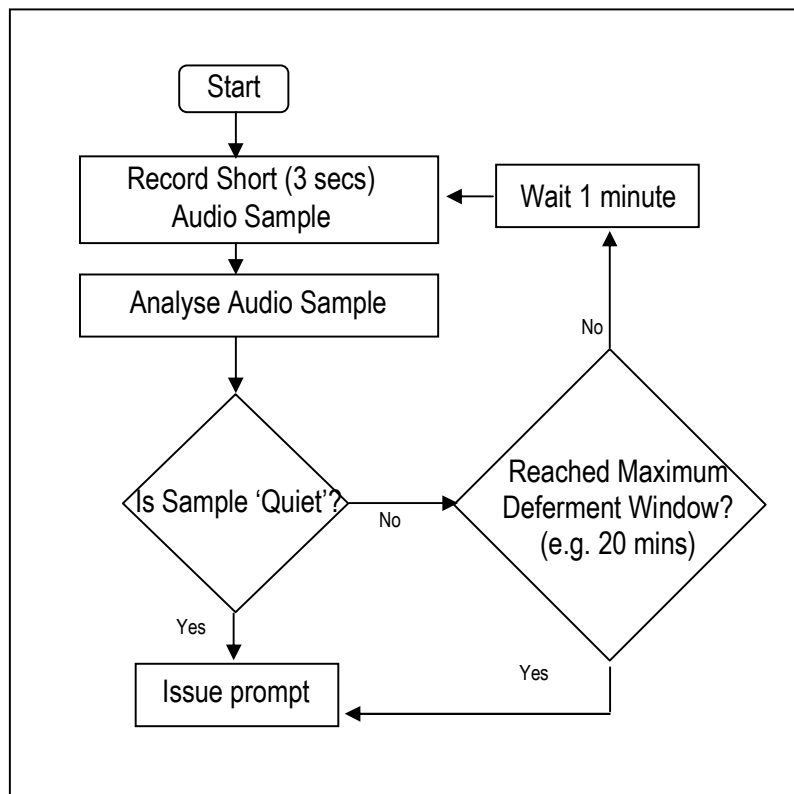 Start
Record Short (3 secs)
Audio Sample
Wait 1 minute
Analyse Audio Sample
No
Is Sample ‘Quiet’?
No
Reached Maximum
Deferment Window?
(e.g. 20 mins)
Yes
Issue prompt
Yes